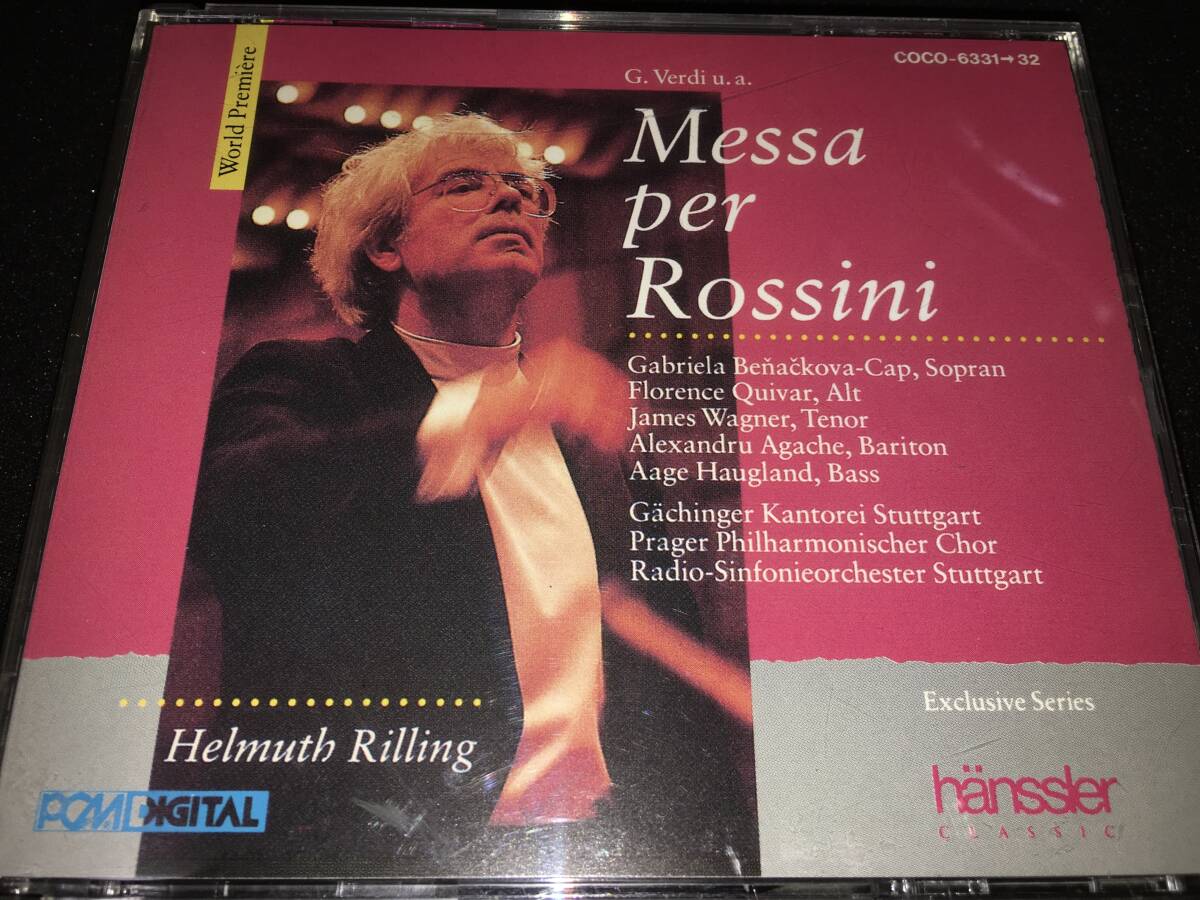 World Première
COCO-6331→32
G. Verdi u. a.
Messa
per
Rossini
Gabriela Beňačkova-Cap, Sopran
Florence Quivar, Alt
James Wagner, Tenor
Alexandru Agache, Bariton
Aage Haugland, Bass
Gächinger Kantorei Stuttgart
Prager Philharmonischer Chor
Radio-Sinfonieorchester Stuttgart
Exclusive Series
Helmuth Rilling
PCM DIGITAL
hänssler
CLASSIC